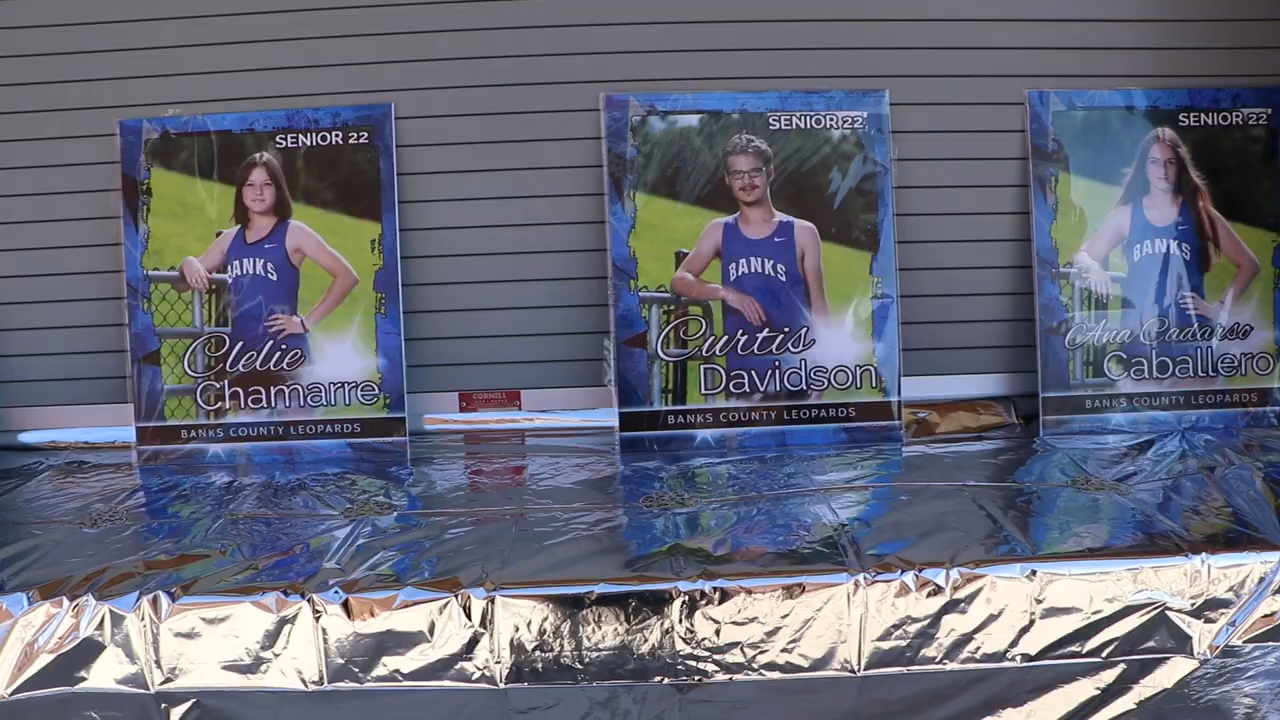 SENIOR 22
BANKS
Clelie
Chamarre
BANKS COUNTY LEOPARDS
CORNELL
SENIOR 22'
BANKS
Curtis
Davidson
BANKS COUNTY LEOPARDS
SENIOR 22'
BANKS
Ana Cadarso
Caballero
BANKS COUNTY LEOPARDS